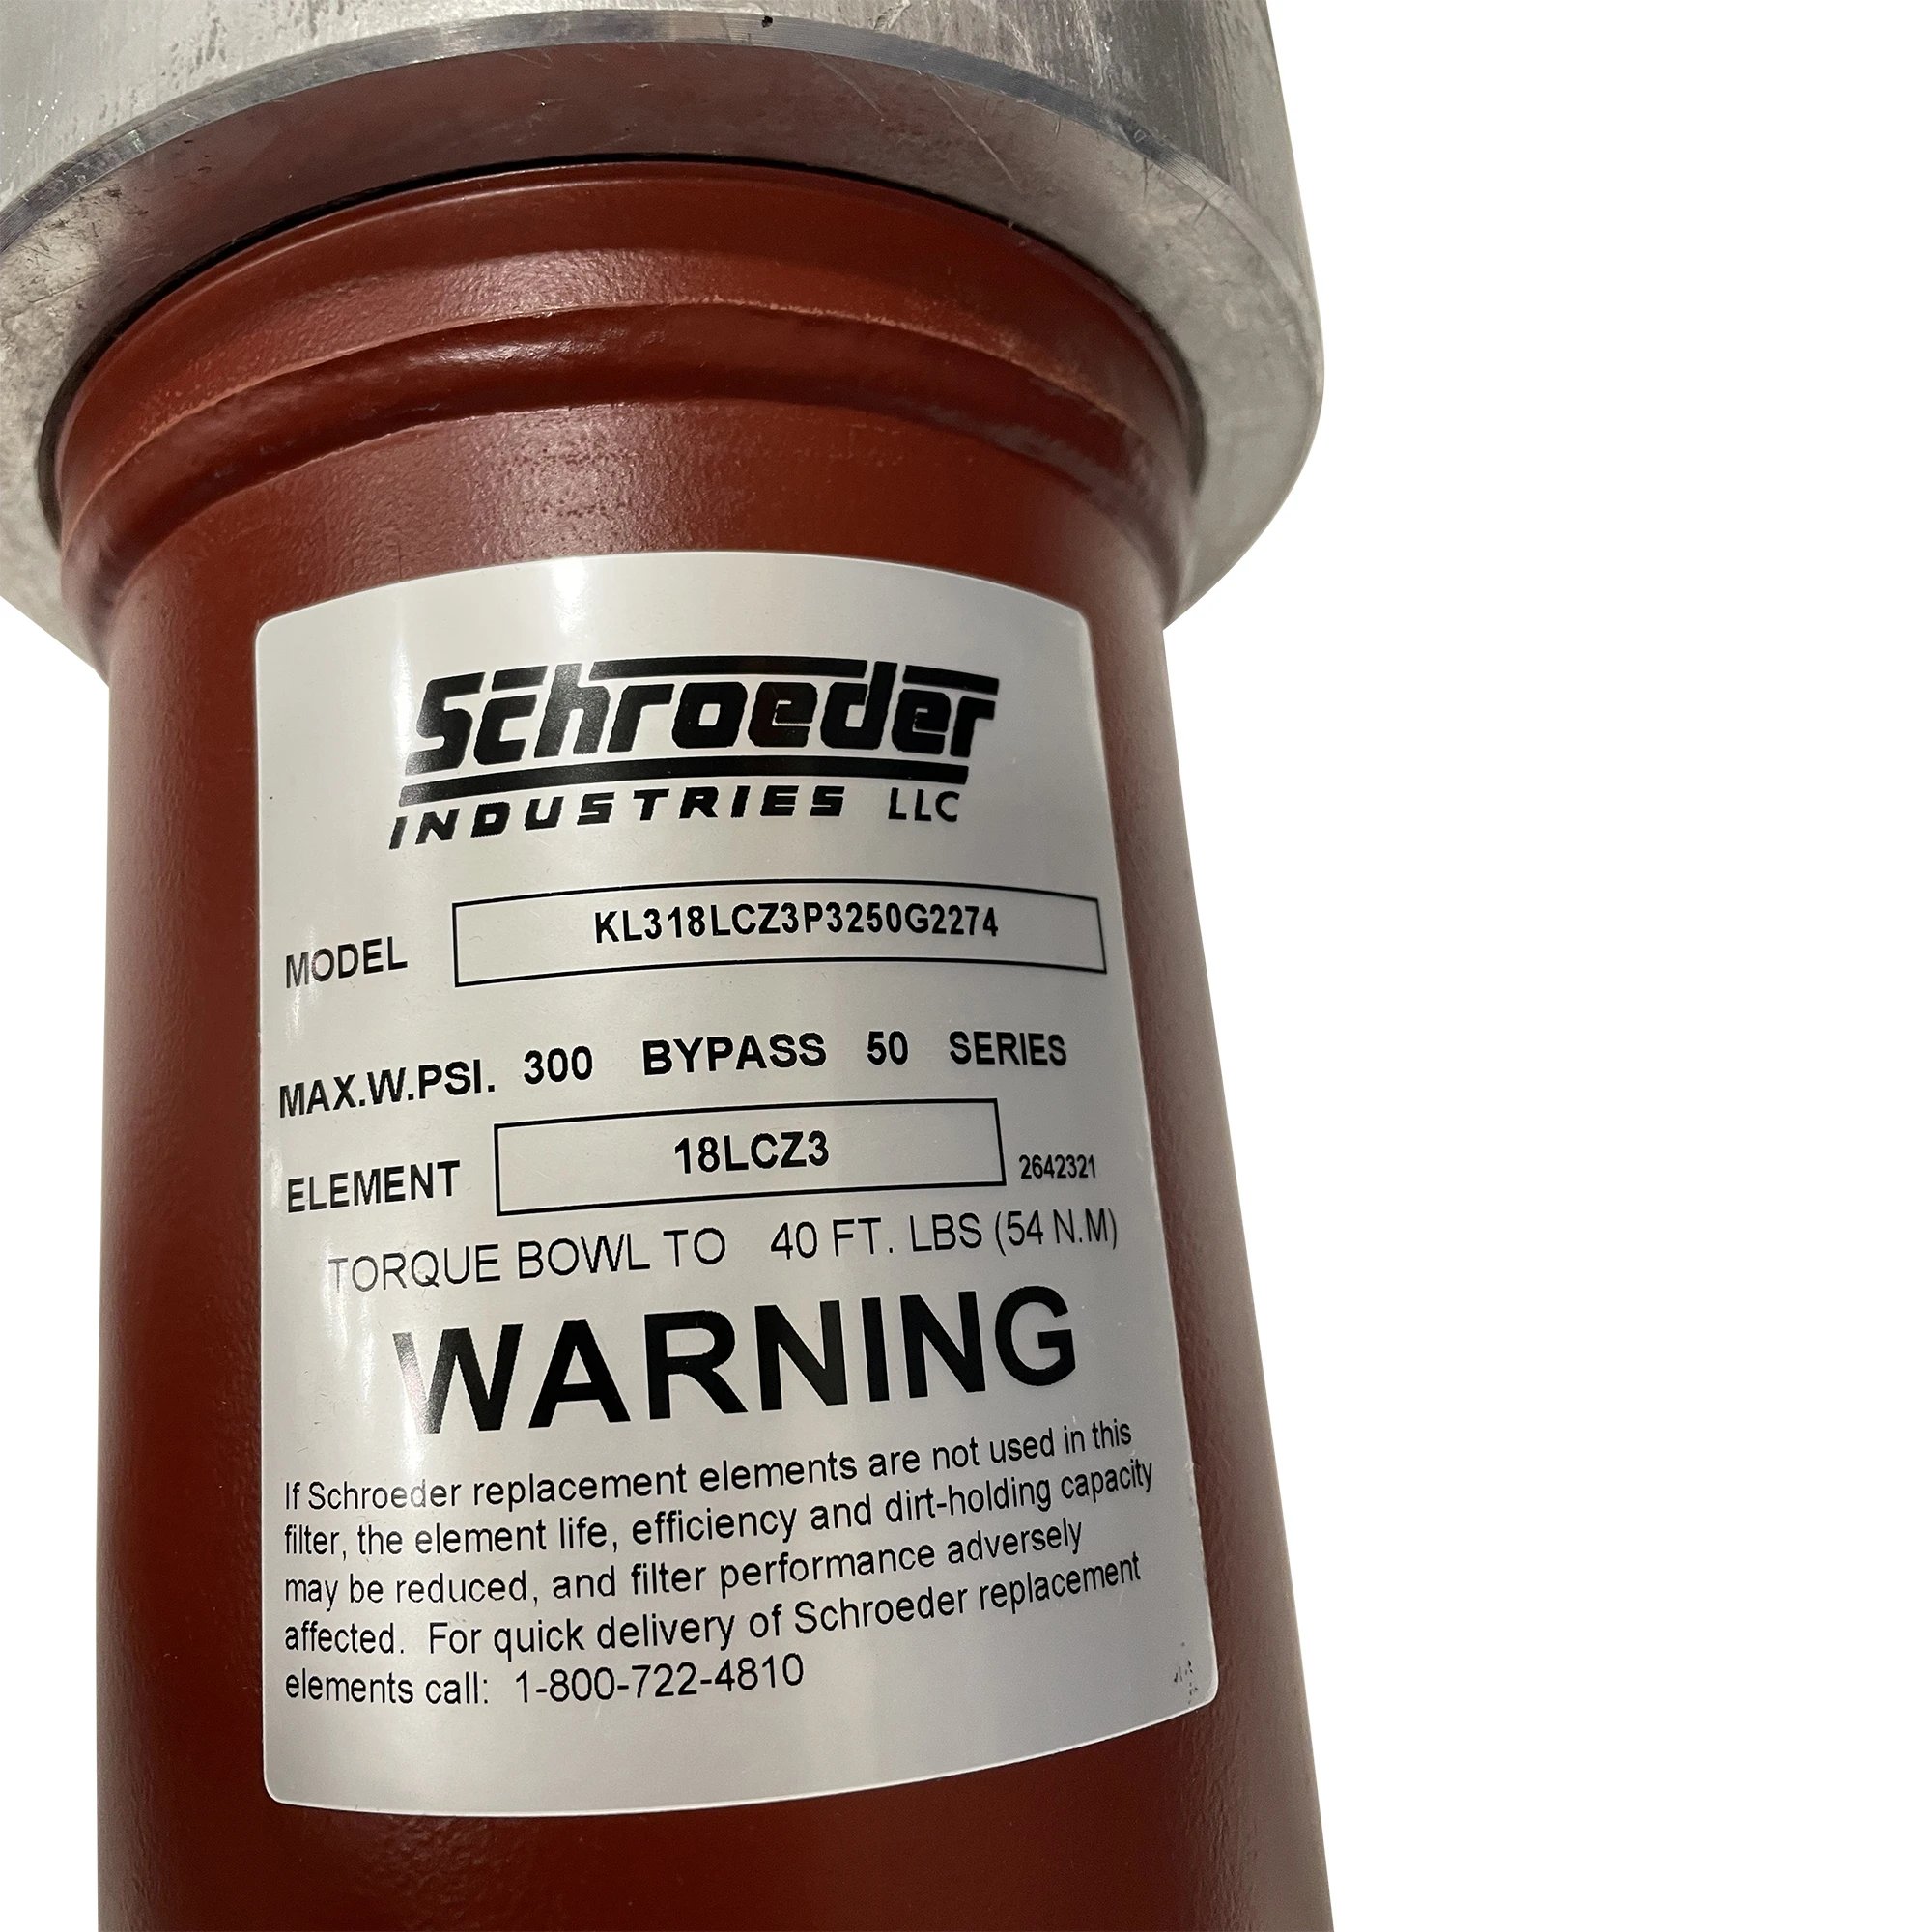 Schroeder
INDUSTRIES LLC
MODEL KL318LCZ3P3250G2274
MAX.W.PSI. 300 BYPASS 50 SERIES
ELEMENT 18LCZ3 2642321
TORQUE BOWL TO 40 FT. LBS (54 N.M)
WARNING
If Schroeder replacement elements are not used in this
filter, the element life, efficiency and dirt-holding capacity
may be reduced, and filter performance adversely
affected. For quick delivery of Schroeder replacement
elements call: 1-800-722-4810